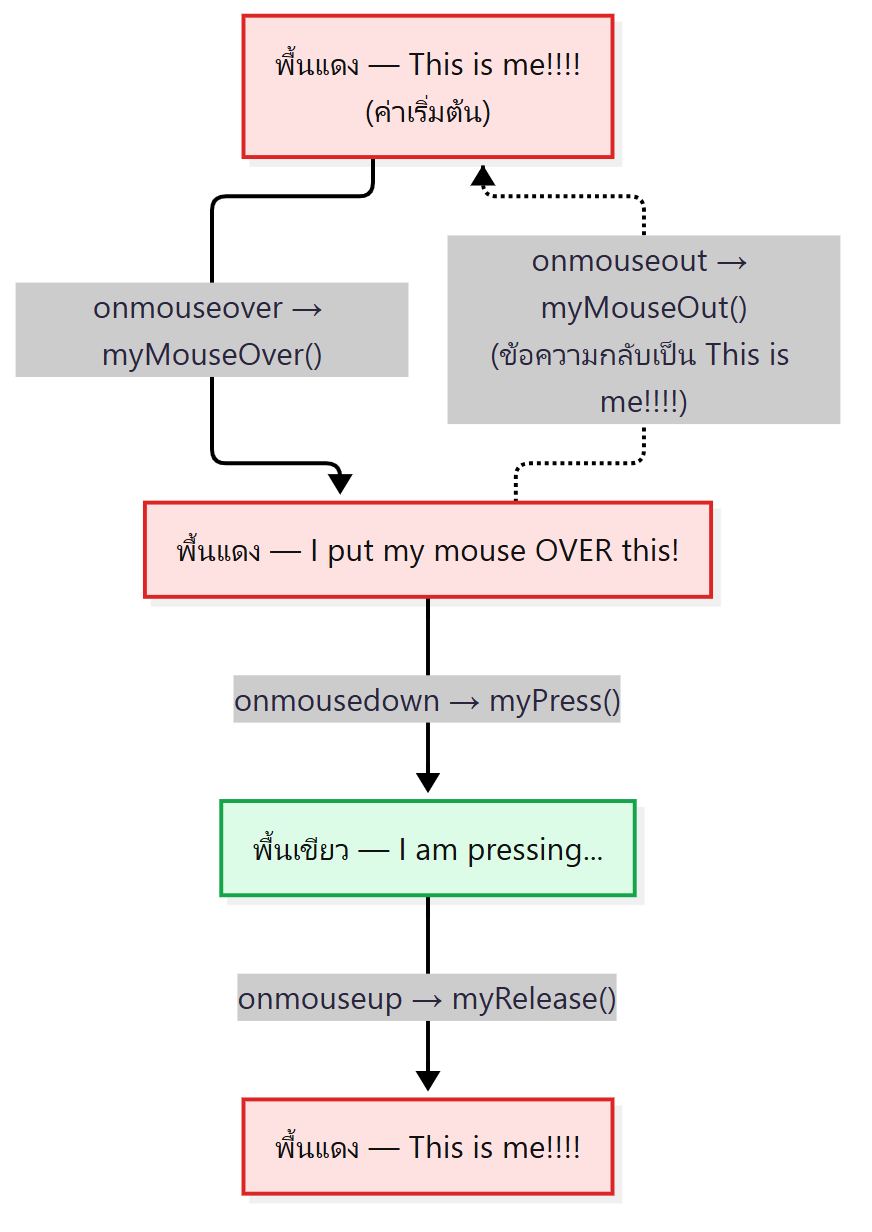 พื้นแดง — This is me!!!!
(ค่าเริ่มต้น)
onmouseover →
myMouseOver()
onmouseout →
myMouseOut()
(ข้อความกลับเป็น This is
me!!!!)
พื้นแดง — I put my mouse OVER this!
onmousedown → myPress()
พื้นเขียว — I am pressing...
onmouseup → myRelease()
พื้นแดง — This is me!!!!